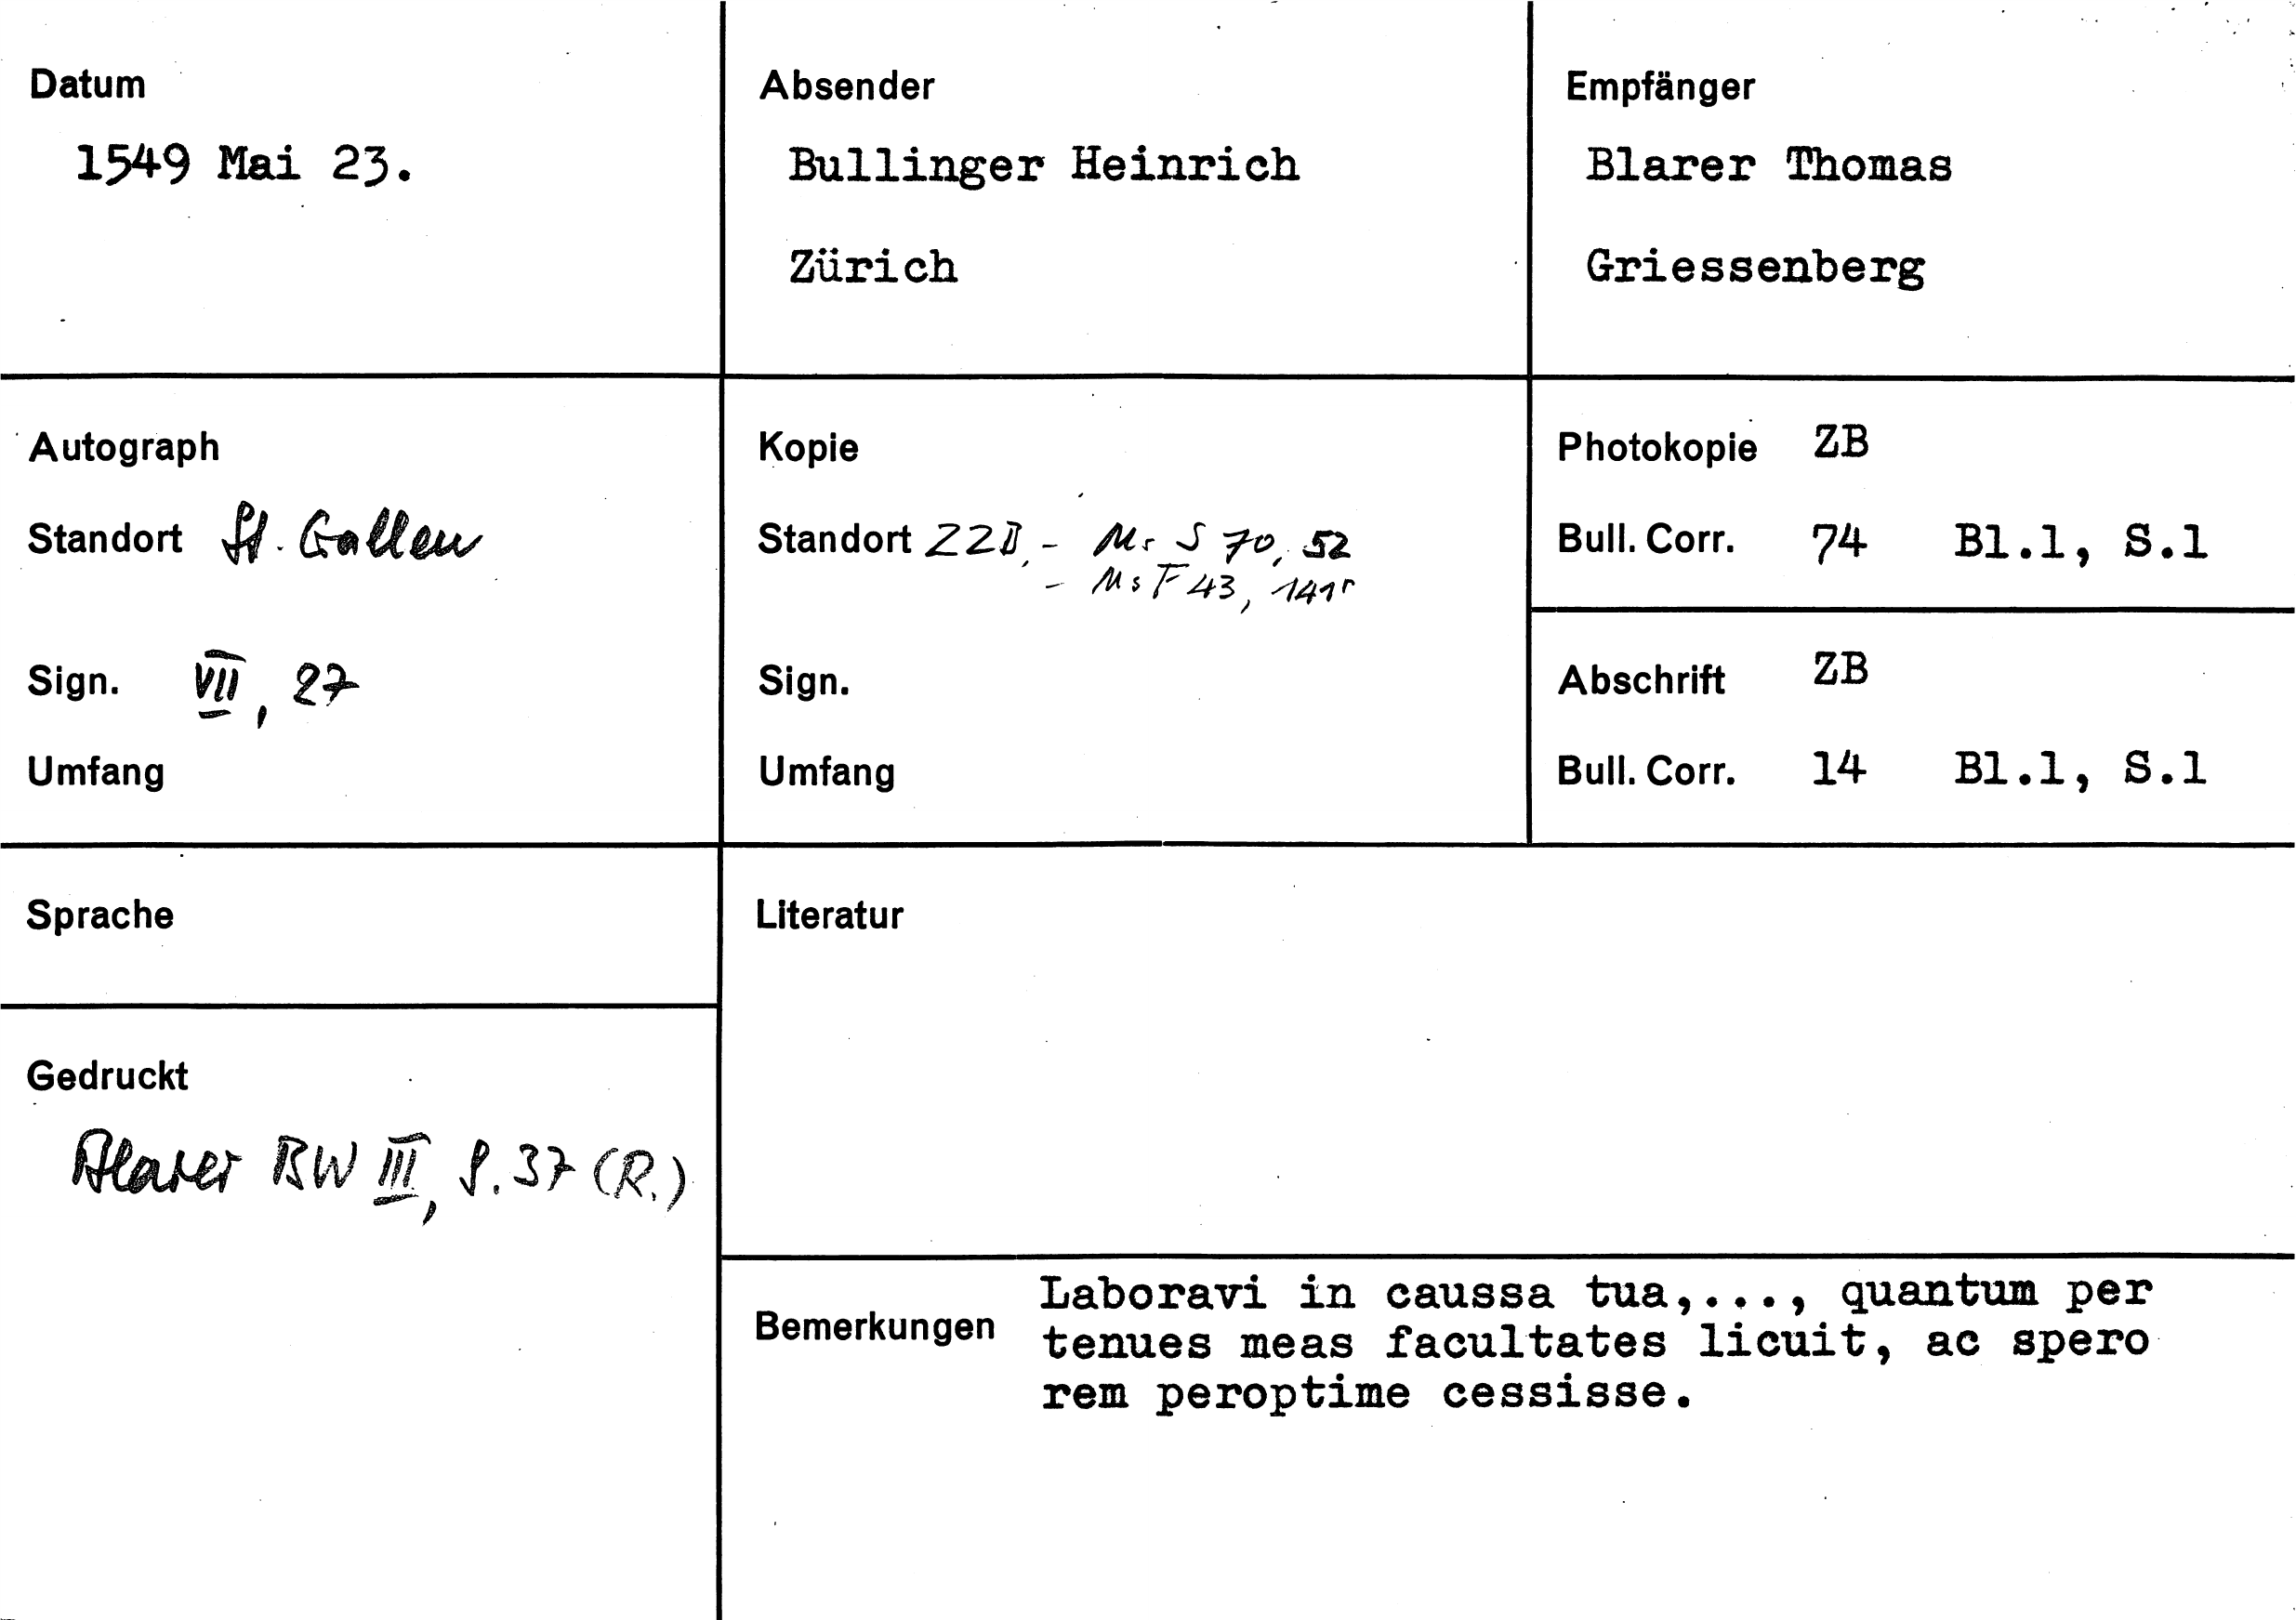 Datum
1549 Mai 23.
Absender
Bullinger Heinrich
Zürich
Empfänger
Blarer Thomas
Griessenberg
Autograph
Standort St. Gallen
Sign. VII, 27
Umfang
Kopie
Standort ZZB, - Ms S 70, 52
- Ms F 43, 141r
Sign.
Umfang
Photokopie ZB
Bull. Corr. 74 Bl.1, S.1
Abschrift ZB
Bull. Corr. 14 Bl.1, S.1
Sprache
Gedruckt
Blarer BW III, S. 37 (R.)
Literatur
Bemerkungen
Laboravi in caussa tua,..., quantum per
tenues meas facultates licuit, ac spero
rem peroptime cessisse.